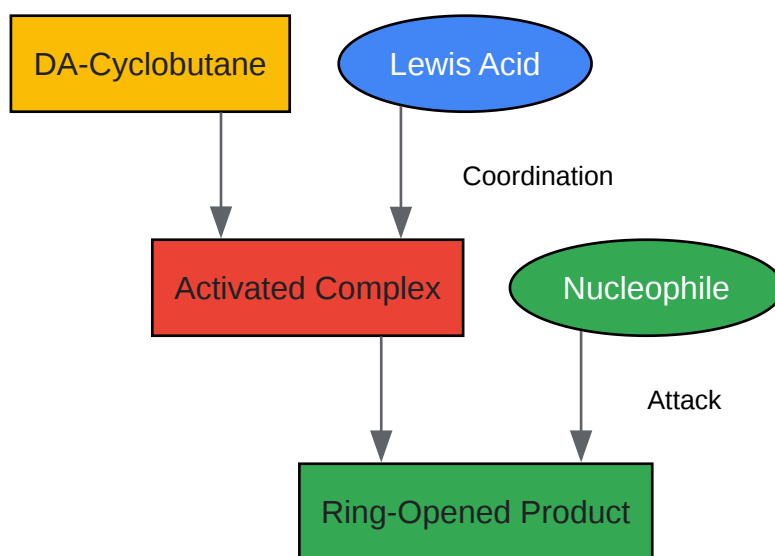 DA-Cyclobutane
Lewis Acid
Coordination
Activated Complex
Nucleophile
Attack
Ring-Opened Product